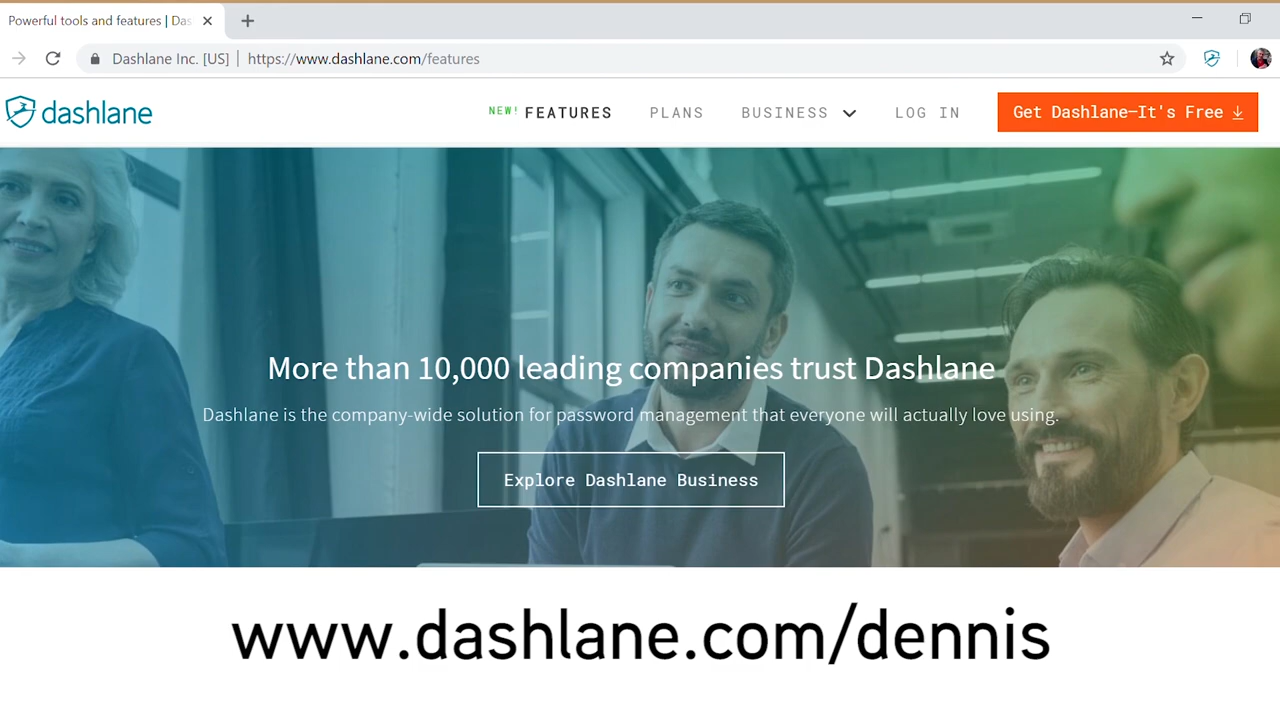 Powerful tools and features | Das
Dashlane Inc. [US] | https://www.dashlane.com/features
dashlane
NEW! FEATURES
PLANS
BUSINESS
LOG IN
Get Dashlane—It's Free
More than 10,000 leading companies trust Dashlane
Dashlane is the company-wide solution for password management that everyone will actually love using.
Explore Dashlane Business
www.dashlane.com/dennis